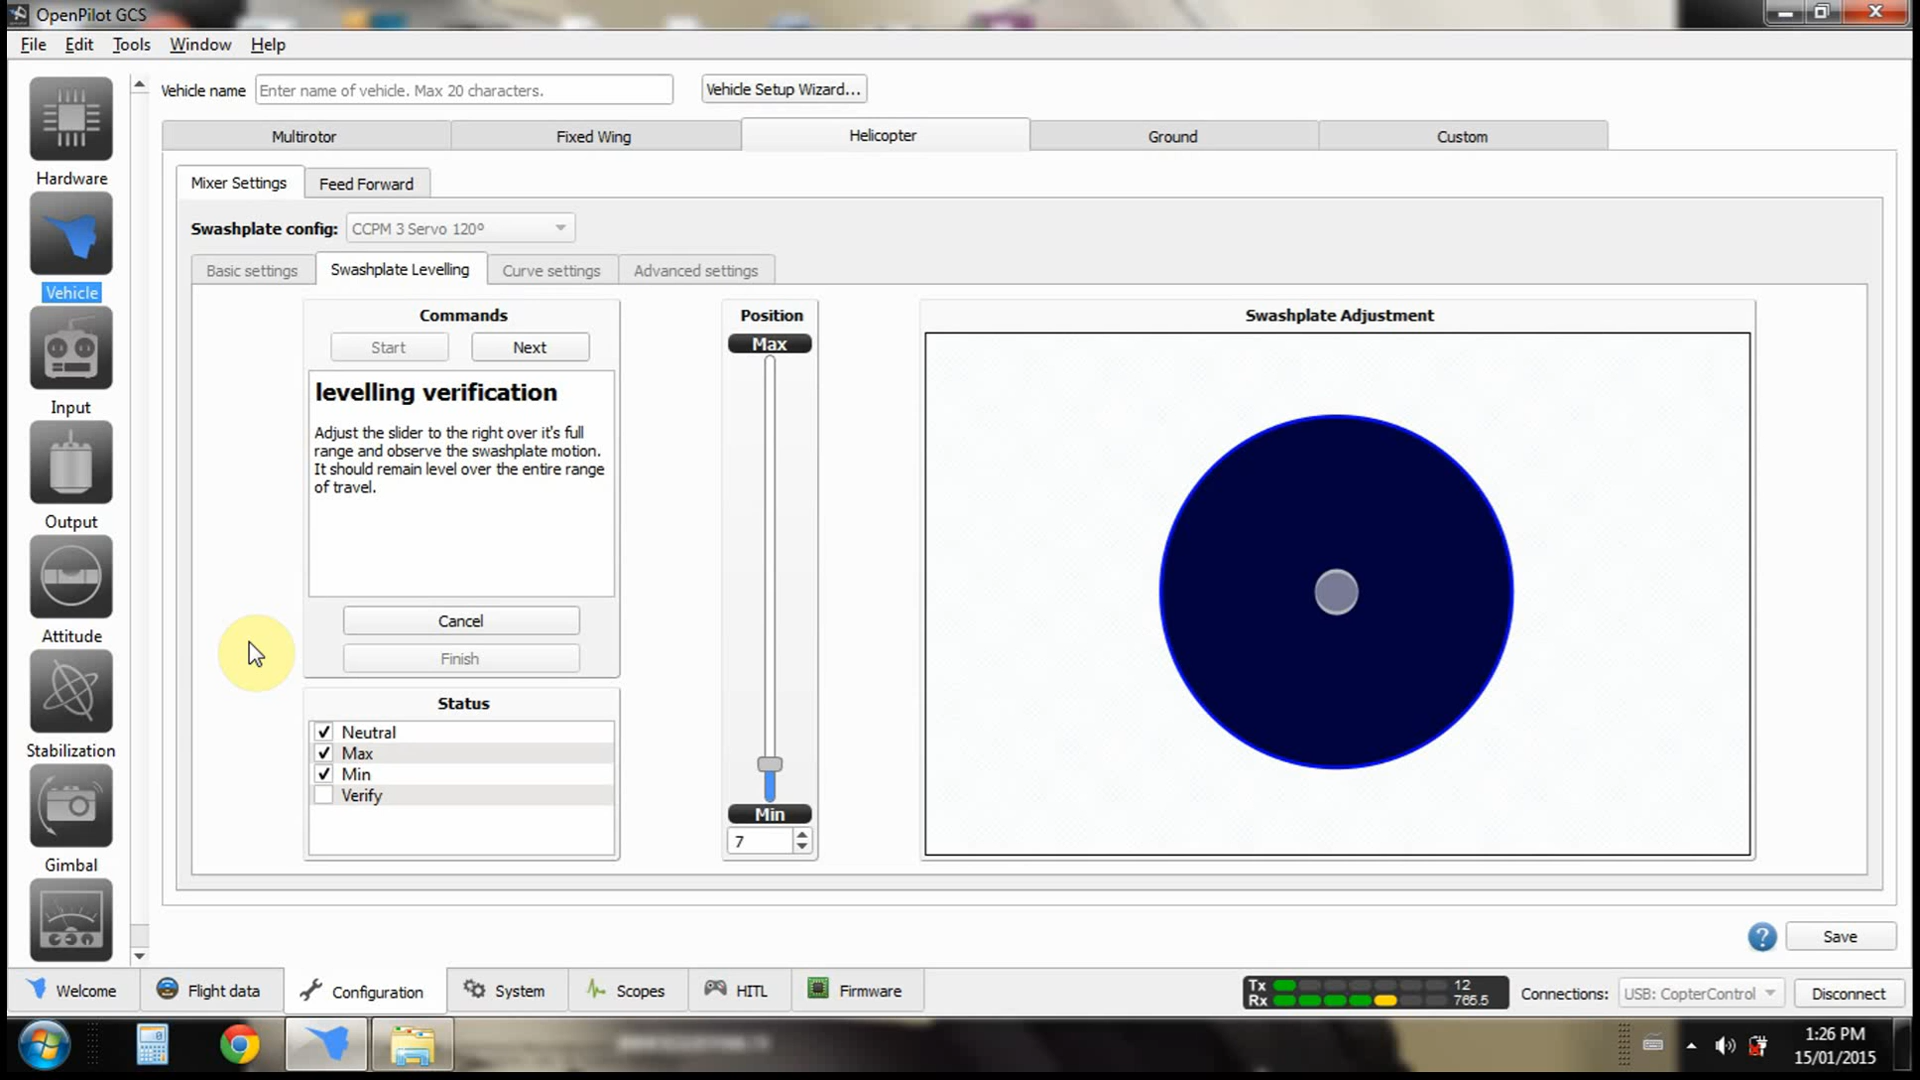 OpenPilot GCS
File Edit Tools Window Help
Vehicle name Enter name of vehicle. Max 20 characters. Vehicle Setup Wizard...
Multirotor Fixed Wing Helicopter Ground Custom
Mixer Settings Feed Forward
Swashplate config: CCPM 3 Servo 120º
Basic settings Swashplate Levelling Curve settings Advanced settings
Hardware
Vehicle
Input
Output
Attitude
Stabilization
Gimbal
Commands
Start Next
levelling verification
Adjust the slider to the right over it's full
range and observe the swashplate motion.
It should remain level over the entire range
of travel.
Cancel
Finish
Status
Neutral
Max
Min
Verify
Position
Max
Min
7
Swashplate Adjustment
? Save
Welcome Flight data Configuration System Scopes HITL Firmware
Tx 12
Rx 765.5
Connections: USB: CopterControl Disconnect
1:26 PM
15/01/2015